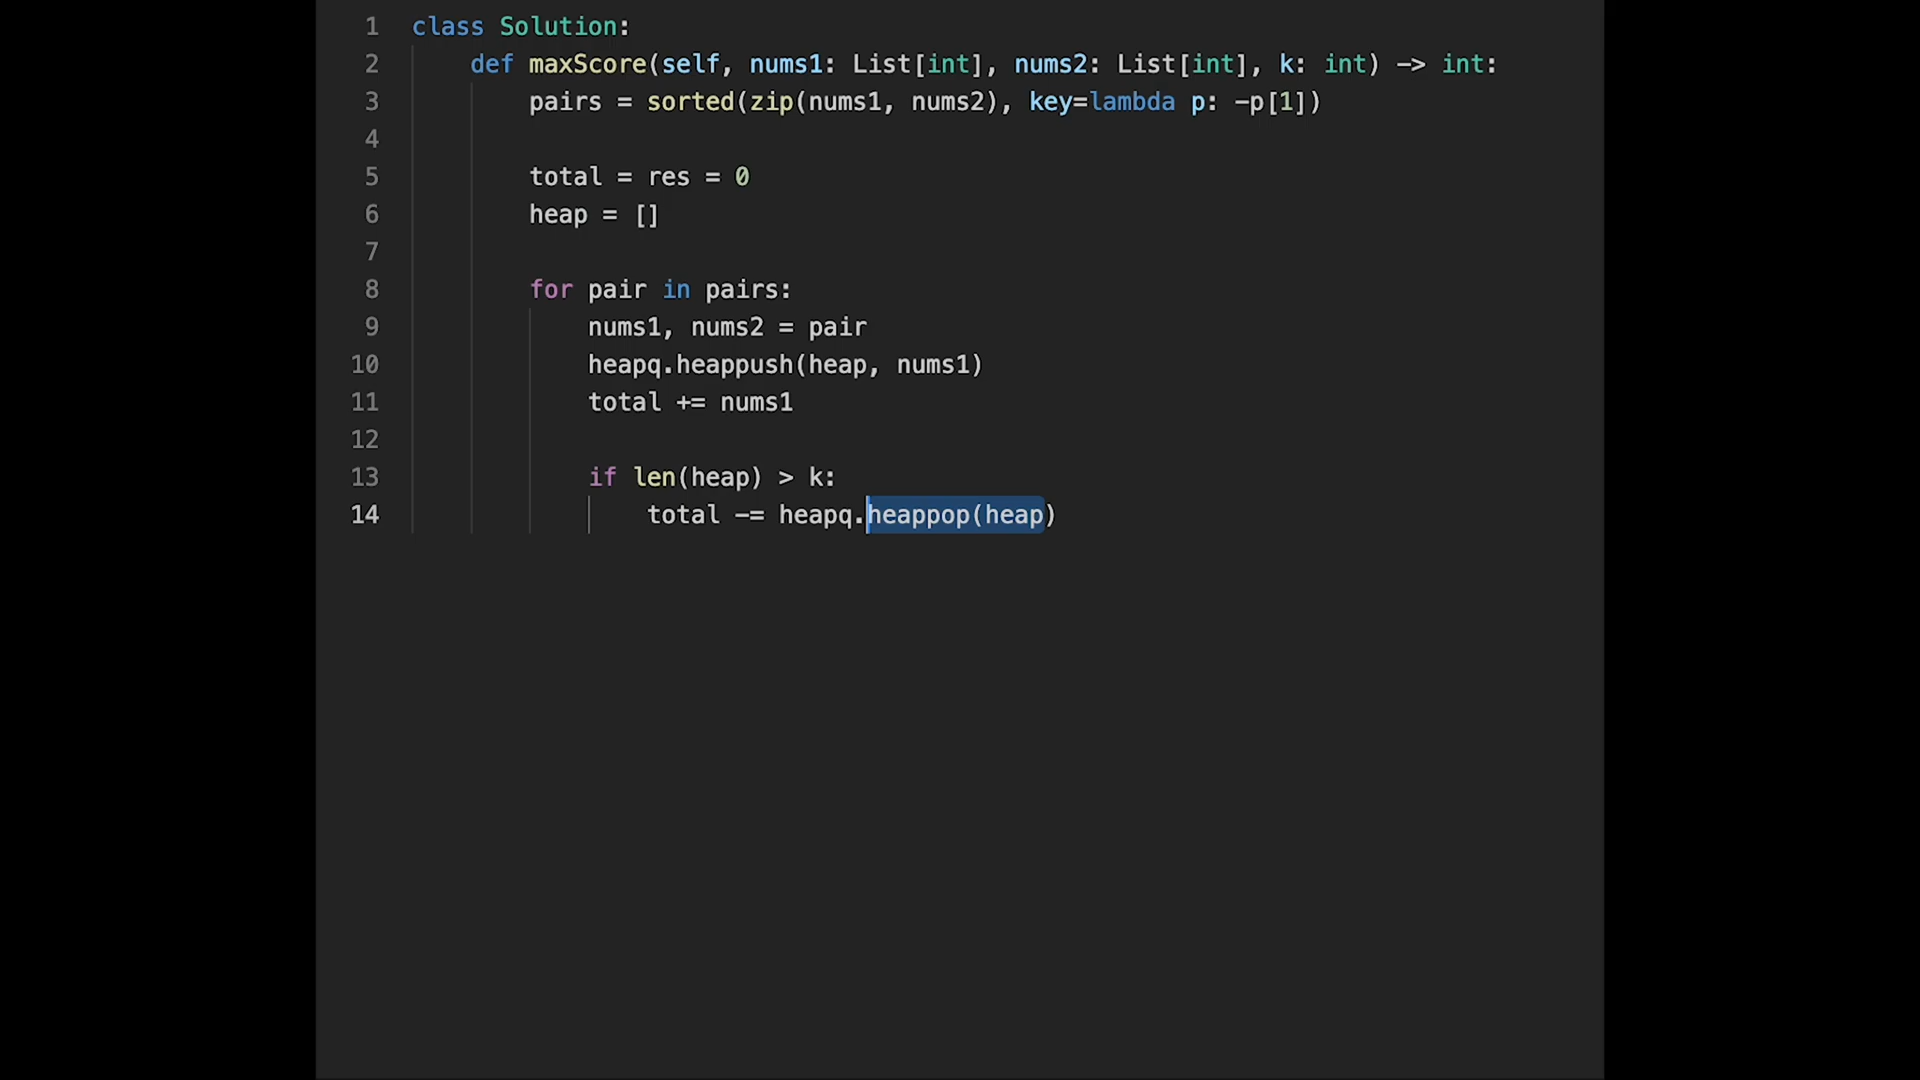 1 class Solution:
2 def maxScore(self, nums1: List[int], nums2: List[int], k: int) -> int:
3 pairs = sorted(zip(nums1, nums2), key=lambda p: -p[1])
4
5 total = res = 0
6 heap = []
7
8 for pair in pairs:
9 nums1, nums2 = pair
10 heapq.heappush(heap, nums1)
11 total += nums1
12
13 if len(heap) > k:
14 total -= heapq.heappop(heap)